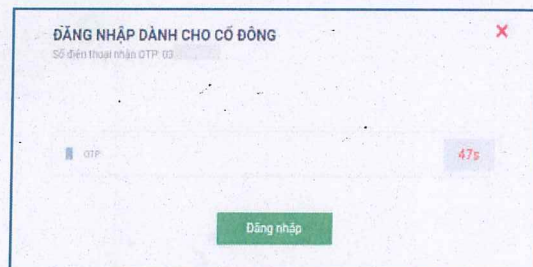 ĐĂNG NHẬP DÀNH CHO CỔ ĐÔNG
Số điện thoại nhận OTP: 03
OTP
47s
Đăng nhập